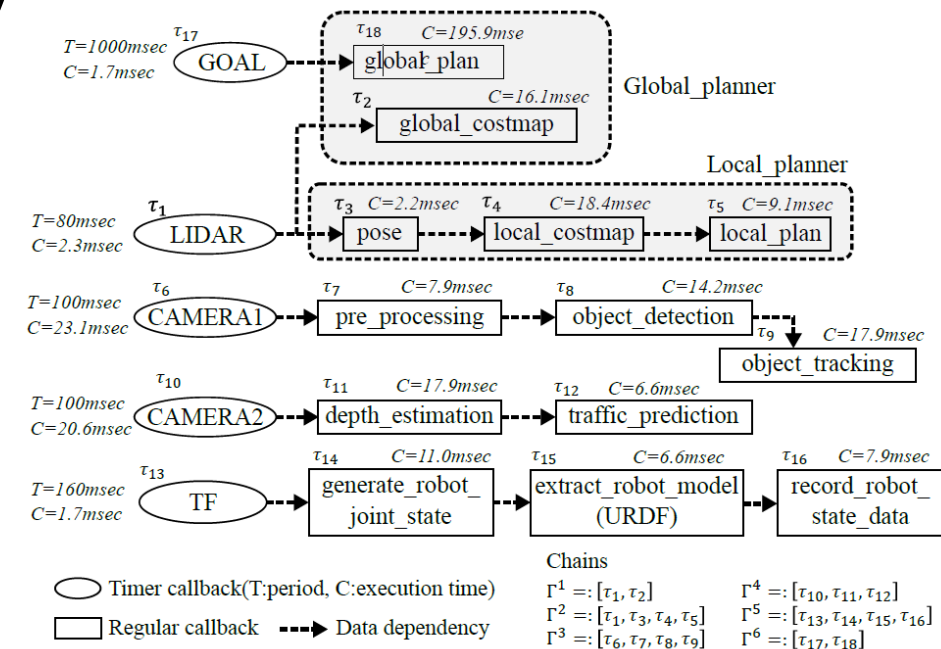 τ17
T=1000msec
C=1.7msec
GOAL
τ18 C=195.9mse
global_plan
τ2 C=16.1msec
global_costmap
Global_planner
Local_planner
T=80msec
C=2.3msec
τ1
LIDAR
τ3 C=2.2msec
pose
τ4 C=18.4msec
local_costmap
τ5 C=9.1msec
local_plan
T=100msec
C=23.1msec
τ6
CAMERA1
τ7 C=7.9msec
pre_processing
τ8 C=14.2msec
object_detection
τ9 C=17.9msec
object_tracking
T=100msec
C=20.6msec
τ10
CAMERA2
τ11 C=17.9msec
depth_estimation
τ12 C=6.6msec
traffic_prediction
T=160msec
C=1.7msec
τ13
TF
τ14 C=11.0msec
generate_robot_
joint_state
τ15 C=6.6msec
extract_robot_model
(URDF)
τ16 C=7.9msec
record_robot_
state_data
Timer callback(T:period, C:execution time)
Regular callback
Data dependency
Chains
Γ¹ =: [τ1, τ2]
Γ² =: [τ1, τ3, τ4, τ5]
Γ³ =: [τ6, τ7, τ8, τ9]
Γ⁴ =: [τ10, τ11, τ12]
Γ⁵ =: [τ13, τ14, τ15, τ16]
Γ⁶ =: [τ17, τ18]